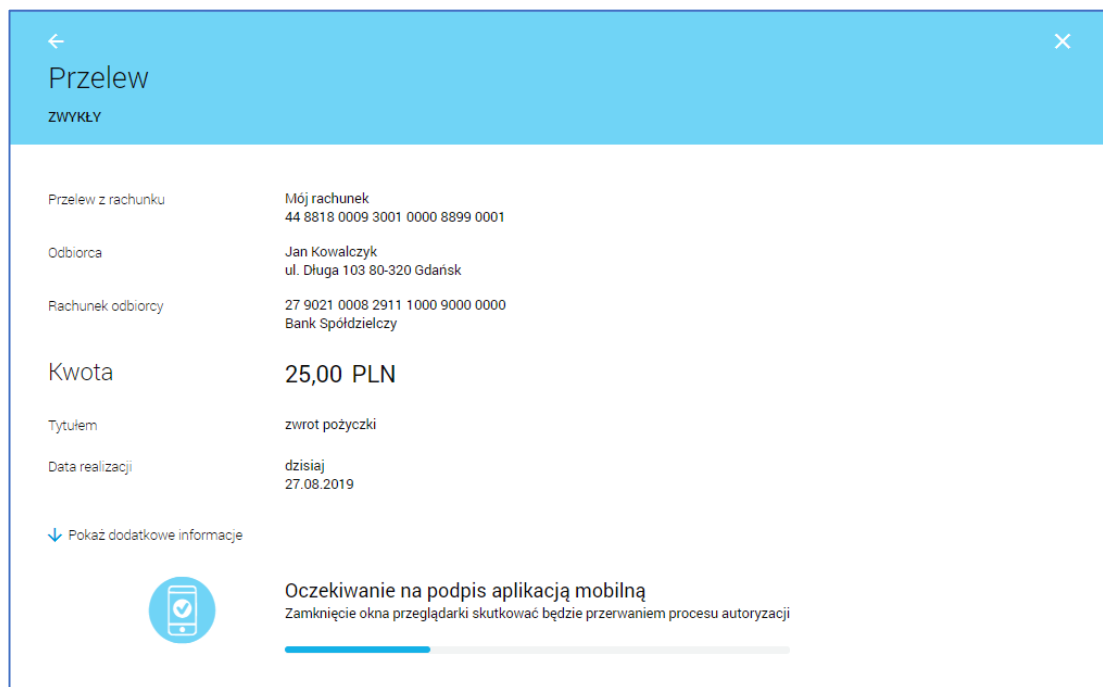 Przelew
ZWYKŁY
Przelew z rachunku
Mój rachunek
44 8818 0009 3001 0000 8899 0001
Odbiorca
Jan Kowalczyk
ul. Długa 103 80-320 Gdańsk
Rachunek odbiorcy
27 9021 0008 2911 1000 9000 0000
Bank Spółdzielczy
Kwota
25,00 PLN
Tytułem
zwrot pożyczki
Data realizacji
dzisiaj
27.08.2019
Pokaż dodatkowe informacje
Oczekiwanie na podpis aplikacją mobilną
Zamknięcie okna przeglądarki skutkować będzie przerwaniem procesu autoryzacji